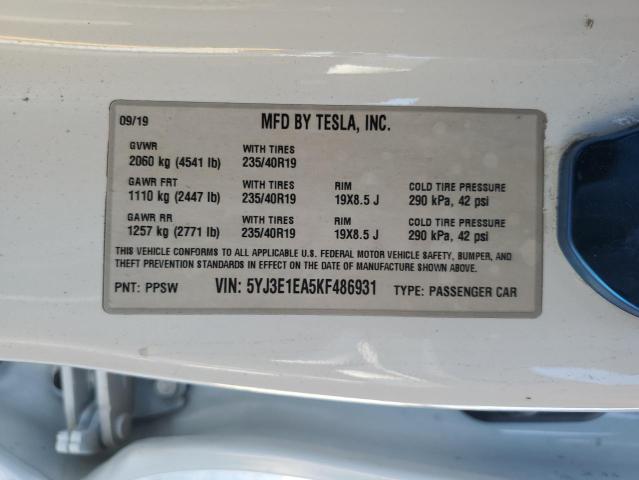 09/19 MFD BY TESLA, INC.
GVWR WITH TIRES
2060 kg (4541 lb) 235/40R19
GAWR FRT WITH TIRES RIM COLD TIRE PRESSURE
1110 kg (2447 lb) 235/40R19 19X8.5 J 290 kPa, 42 psi
GAWR RR WITH TIRES RIM COLD TIRE PRESSURE
1257 kg (2771 lb) 235/40R19 19X8.5 J 290 kPa, 42 psi
THIS VEHICLE CONFORMS TO ALL APPLICABLE U.S. FEDERAL MOTOR VEHICLE SAFETY, BUMPER, AND
THEFT PREVENTION STANDARDS IN EFFECT ON THE DATE OF MANUFACTURE SHOWN ABOVE.
PNT: PPSW VIN: 5YJ3E1EA5KF486931 TYPE: PASSENGER CAR